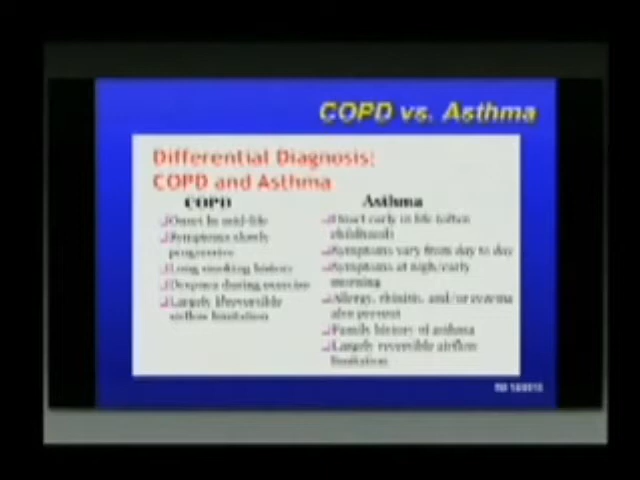 COPD vs. Asthma
Differential Diagnosis:
COPD and Asthma
COPD
Onset in mid-life
Symptoms slowly
progressive
Long smoking history
Dyspnea during exercise
Largely irreversible
airflow limitation
Asthma
Onset early in life (often
childhood)
Symptoms vary from day to day
Symptoms at nigh/early
morning
Allergy, rhinitis, and/or eczema
also present
Family history of asthma
Largely reversible airflow
limitation